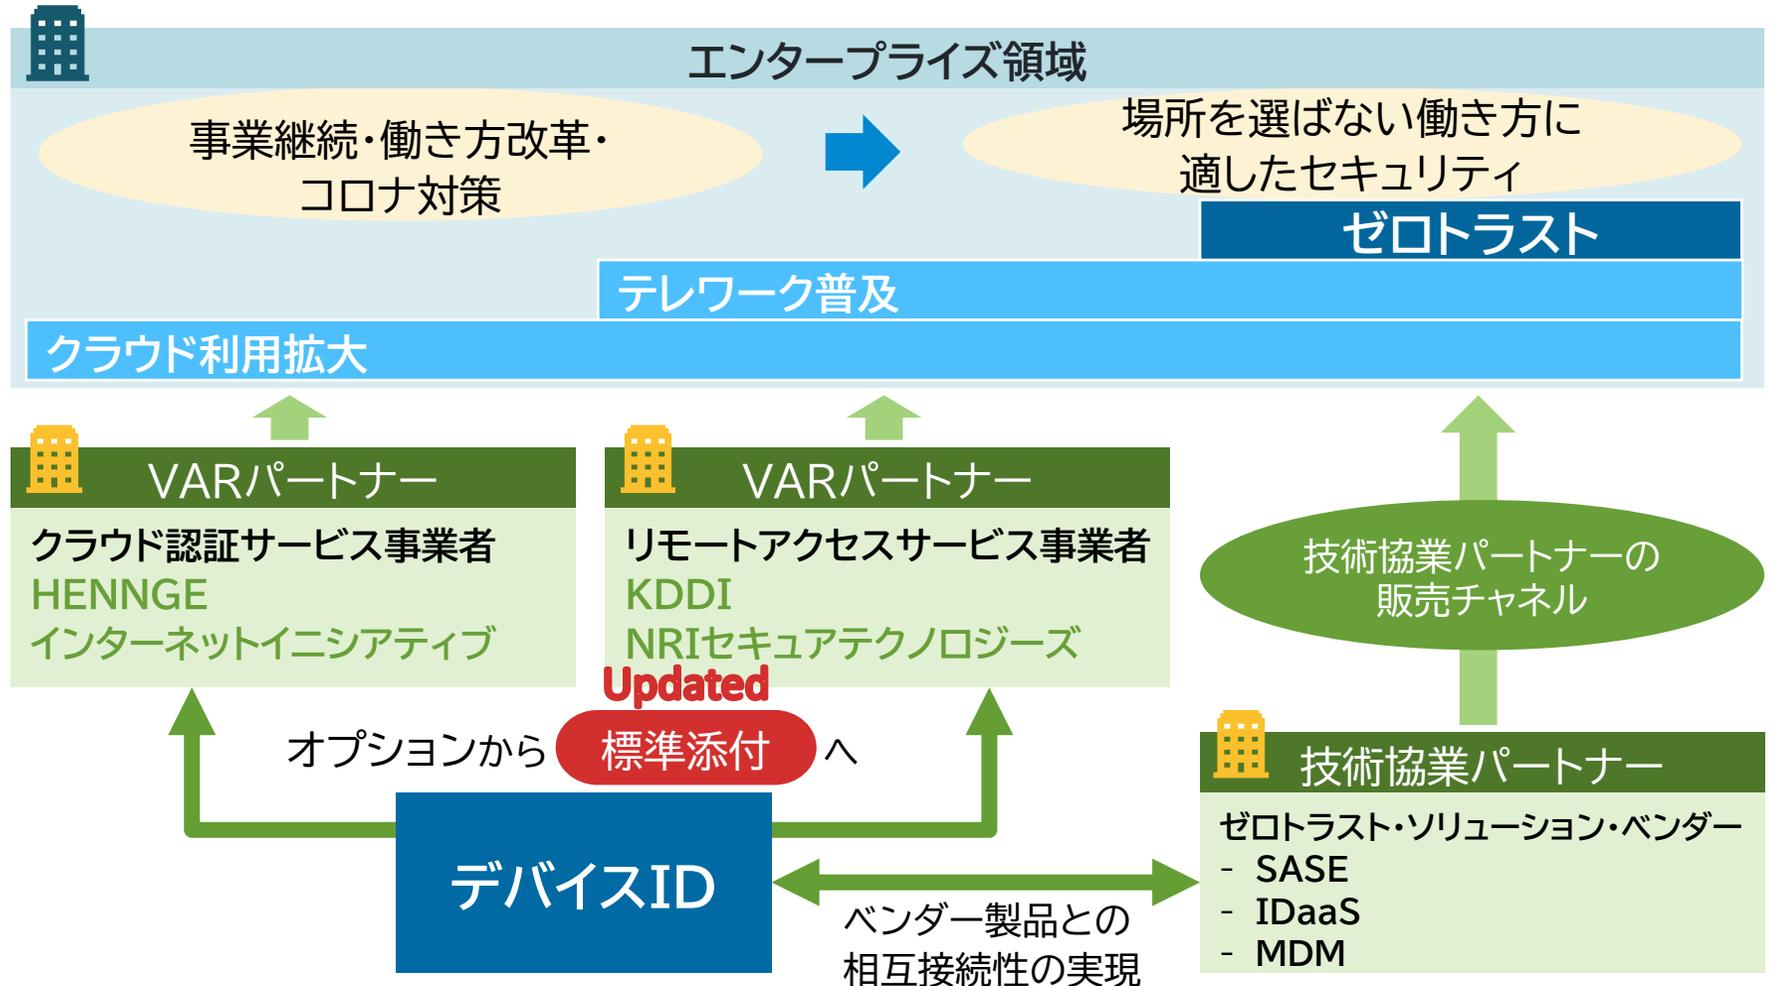 エンタープライズ領域
事業継続・働き方改革・
コロナ対策
場所を選ばない働き方に
適したセキュリティ
ゼロトラスト
テレワーク普及
クラウド利用拡大
VARパートナー
クラウド認証サービス事業者
HENNGE
インターネットイニシアティブ
VARパートナー
リモートアクセスサービス事業者
KDDI
NRIセキュアテクノロジーズ
技術協業パートナーの
販売チャネル
Updated
オプションから 標準添付 へ
デバイスID
ベンダー製品との
相互接続性の実現
技術協業パートナー
ゼロトラスト・ソリューション・ベンダー
- SASE
- IDaaS
- MDM